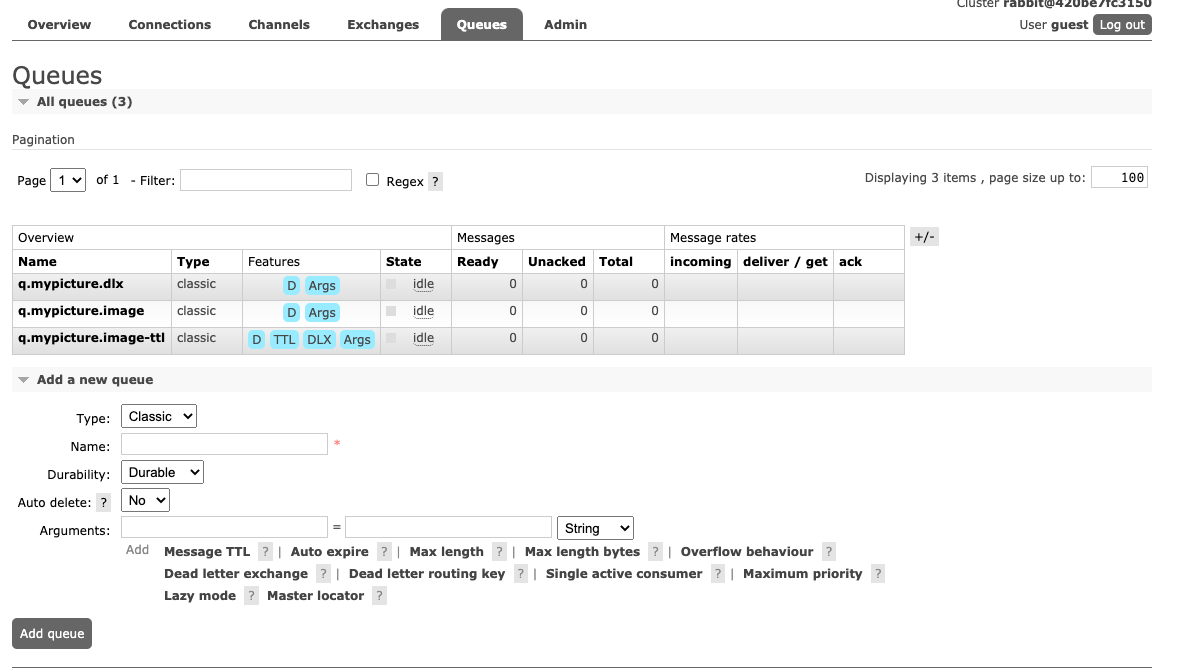 Cluster rabbit@420be7fc3150
Overview Connections Channels Exchanges Queues Admin User guest Log out
Queues
All queues (3)
Pagination
Page 1 of 1 - Filter: Regex ? Displaying 3 items , page size up to: 100
Overview Messages Message rates +/-
Name Type Features State Ready Unacked Total incoming deliver / get ack
q.mypicture.dlx classic D Args idle 0 0 0
q.mypicture.image classic D Args idle 0 0 0
q.mypicture.image-ttl classic D TTL DLX Args idle 0 0 0
Add a new queue
Type: Classic
Name: *
Durability: Durable
Auto delete: ? No
Arguments: = String
Add Message TTL ? | Auto expire ? | Max length ? | Max length bytes ? | Overflow behaviour ?
Dead letter exchange ? | Dead letter routing key ? | Single active consumer ? | Maximum priority ?
Lazy mode ? Master locator ?
Add queue